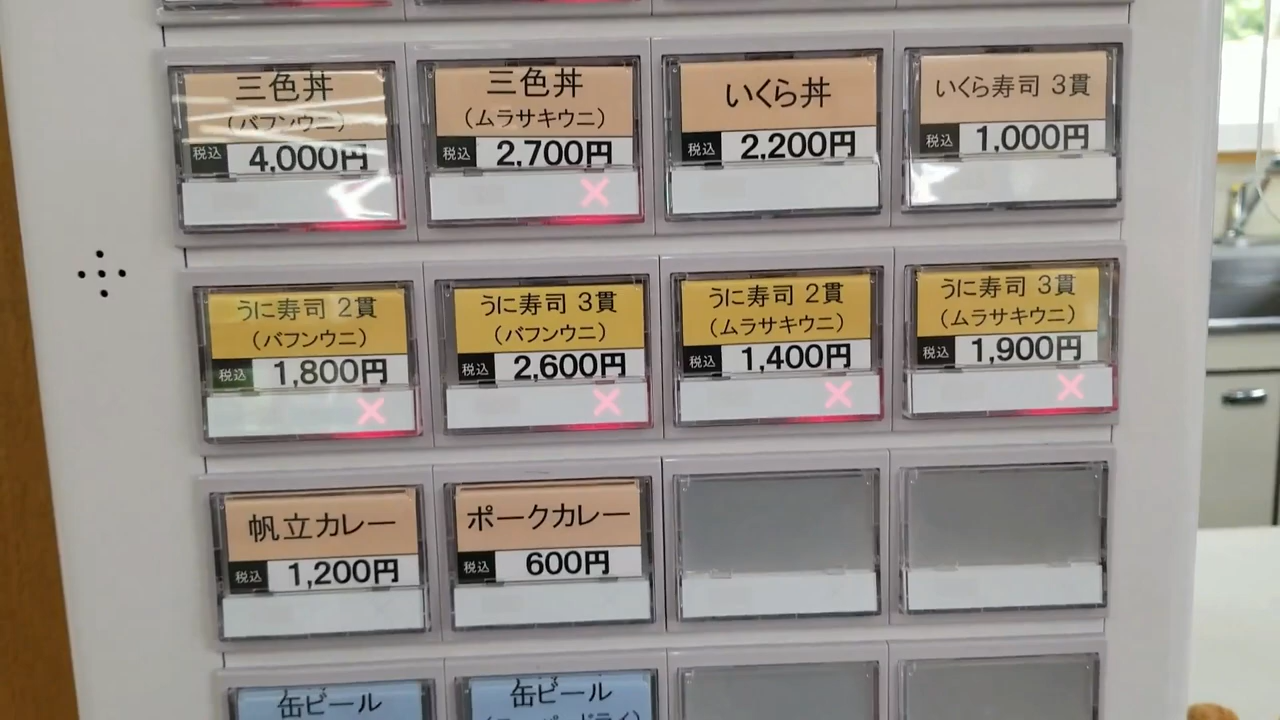 三色丼
(バフンウニ)
税込 4,000円
三色丼
(ムラサキウニ)
税込 2,700円
×
いくら丼
税込 2,200円
いくら寿司 3貫
税込 1,000円
うに寿司 2貫
(バフンウニ)
税込 1,800円
×
うに寿司 3貫
(バフンウニ)
税込 2,600円
×
うに寿司 2貫
(ムラサキウニ)
税込 1,400円
×
うに寿司 3貫
(ムラサキウニ)
税込 1,900円
×
帆立カレー
税込 1,200円
ポークカレー
税込 600円
缶ビール
缶ビール